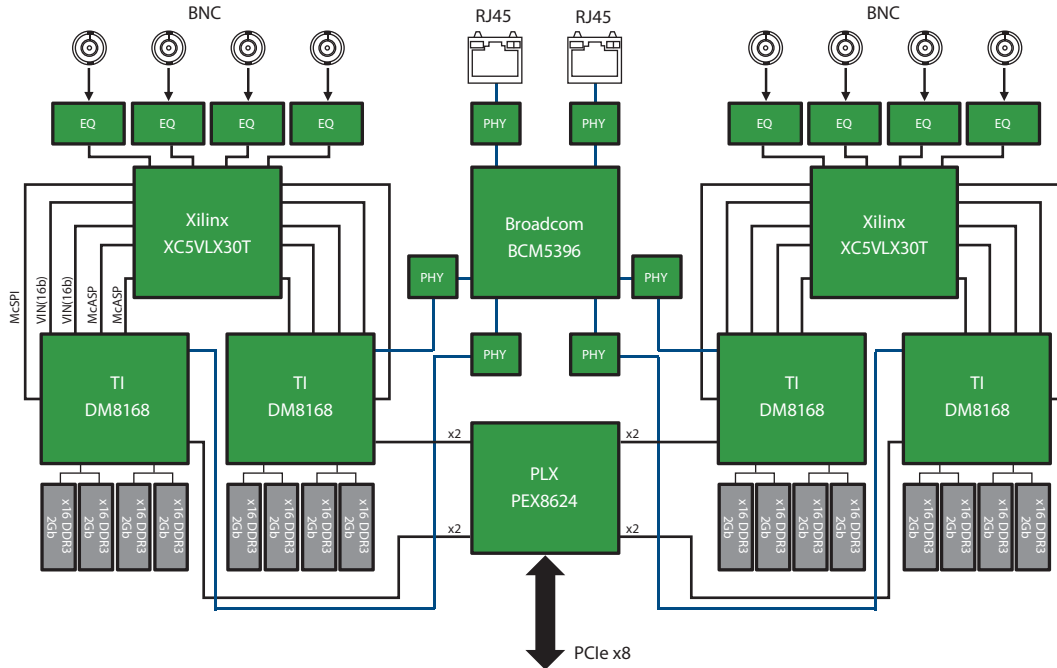 BNC
RJ45
RJ45
BNC
EQ
EQ
EQ
EQ
PHY
PHY
EQ
EQ
EQ
EQ
Xilinx
XC5VLX30T
Broadcom
BCM5396
Xilinx
XC5VLX30T
PHY
PHY
McSPI
VIN(16b)
VIN(16b)
McASP
McASP
PHY
PHY
TI
DM8168
TI
DM8168
TI
DM8168
TI
DM8168
x2
x2
PLX
PEX8624
x2
x2
x16 DDR3
2Gb
x16 DDR3
2Gb
x16 DDR3
2Gb
x16 DDR3
2Gb
x16 DDR3
2Gb
x16 DDR3
2Gb
x16 DDR3
2Gb
x16 DDR3
2Gb
x16 DDR3
2Gb
x16 DDR3
2Gb
x16 DDR3
2Gb
x16 DDR3
2Gb
x16 DDR3
2Gb
x16 DDR3
2Gb
x16 DDR3
2Gb
x16 DDR3
2Gb
PCIe x8